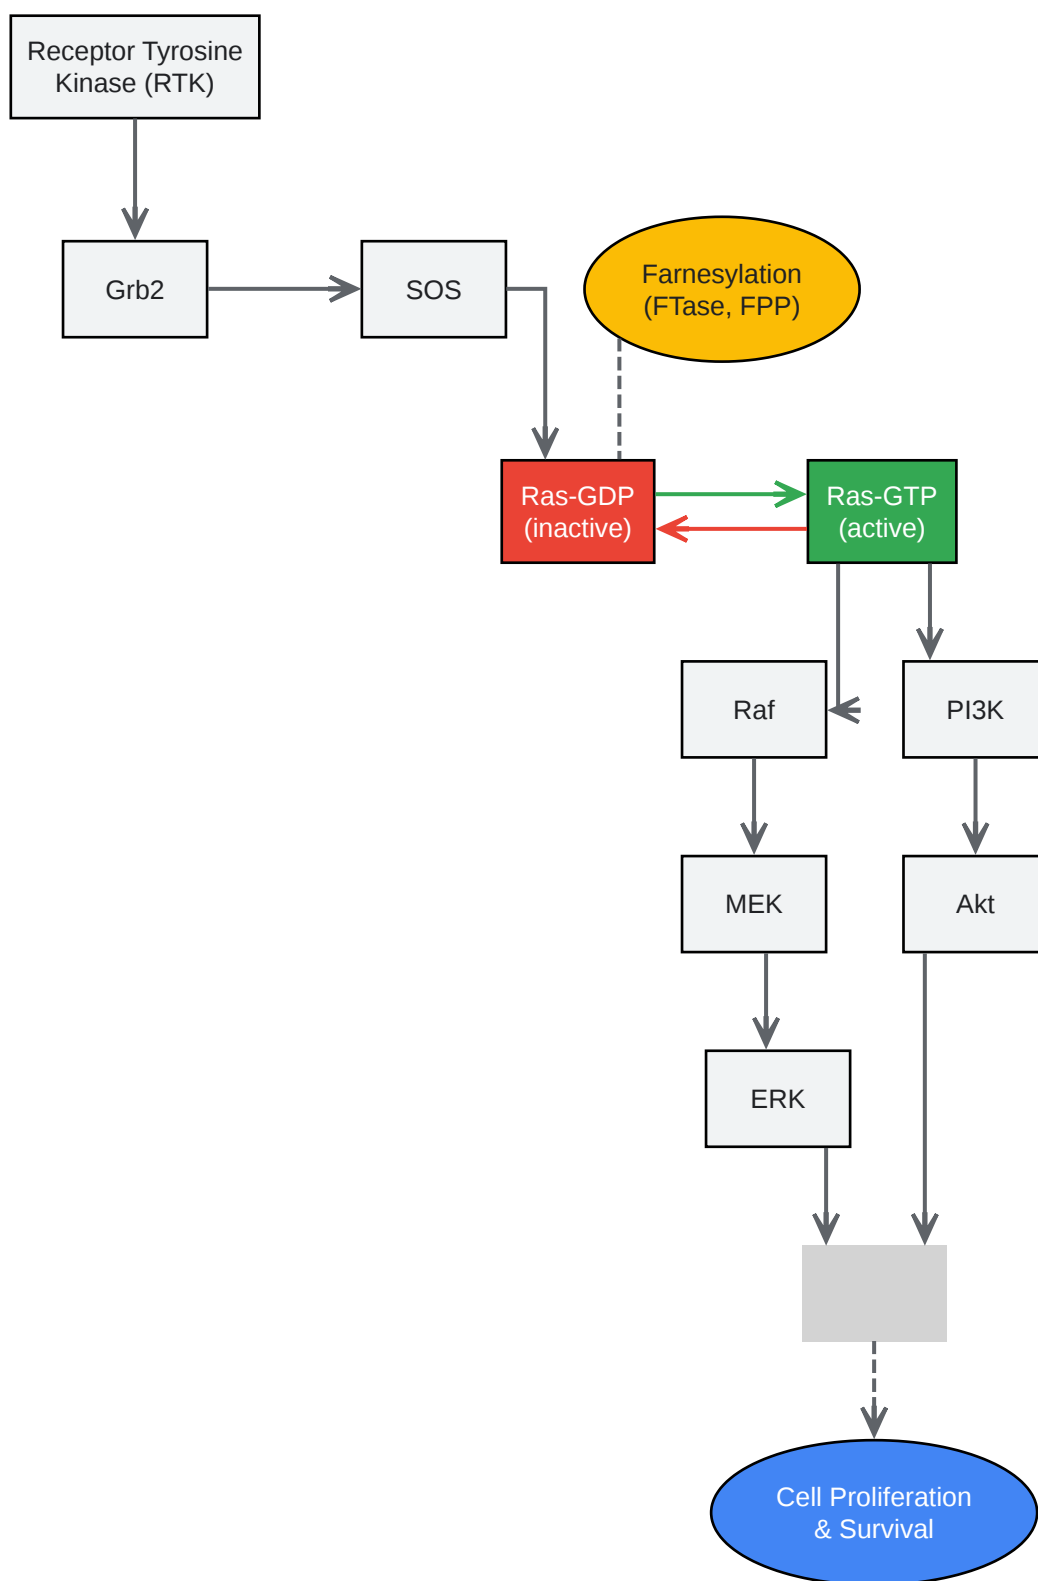 Receptor Tyrosine
Kinase (RTK)
Grb2
SOS
Farnesylation
(FTase, FPP)
Ras-GDP
(inactive)
Ras-GTP
(active)
Raf
PI3K
MEK
Akt
ERK
Cell Proliferation
& Survival